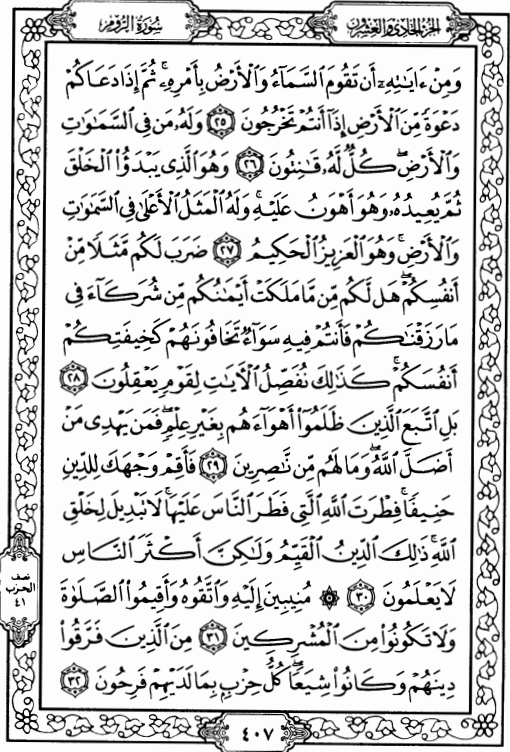 الجزء الحادي والعشرون
سورة الروم
وَمِنْ ءَايَٰتِهِۦٓ أَن تَقُومَ ٱلسَّمَآءُ وَٱلْأَرْضُ بِأَمْرِهِۦ ۚ ثُمَّ إِذَا دَعَاكُمْ
دَعْوَةً مِّنَ ٱلْأَرْضِ إِذَآ أَنتُمْ تَخْرُجُونَ ٢٥ وَلَهُۥ مَن فِى ٱلسَّمَٰوَٰتِ
وَٱلْأَرْضِ ۖ كُلٌّ لَّهُۥ قَٰنِتُونَ ٢٦ وَهُوَ ٱلَّذِى يَبْدَؤُا۟ ٱلْخَلْقَ
ثُمَّ يُعِيدُهُۥ وَهُوَ أَهْوَنُ عَلَيْهِ ۚ وَلَهُ ٱلْمَثَلُ ٱلْأَعْلَىٰ فِى ٱلسَّمَٰوَٰتِ
وَٱلْأَرْضِ ۚ وَهُوَ ٱلْعَزِيزُ ٱلْحَكِيمُ ٢٧ ضَرَبَ لَكُم مَّثَلًا مِّنْ
أَنفُسِكُمْ ۖ هَل لَّكُم مِّن مَّا مَلَكَتْ أَيْمَٰنُكُم مِّن شُرَكَآءَ فِى
مَا رَزَقْنَٰكُمْ فَأَنتُمْ فِيهِ سَوَآءٌ تَخَافُونَهُمْ كَخِيفَتِكُمْ
أَنفُسَكُمْ ۚ كَذَٰلِكَ نُفَصِّلُ ٱلْـَٔايَٰتِ لِقَوْمٍ يَعْقِلُونَ ٢٨
بَلِ ٱتَّبَعَ ٱلَّذِينَ ظَلَمُوٓا۟ أَهْوَآءَهُم بِغَيْرِ عِلْمٍ ۖ فَمَن يَهْدِى مَنْ
أَضَلَّ ٱللَّهُ ۖ وَمَا لَهُم مِّن نَّٰصِرِينَ ٢٩ فَأَقِمْ وَجْهَكَ لِلدِّينِ
حَنِيفًا ۚ فِطْرَتَ ٱللَّهِ ٱلَّتِى فَطَرَ ٱلنَّاسَ عَلَيْهَا ۚ لَا تَبْدِيلَ لِخَلْقِ
ٱللَّهِ ۚ ذَٰلِكَ ٱلدِّينُ ٱلْقَيِّمُ وَلَٰكِنَّ أَكْثَرَ ٱلنَّاسِ
لَا يَعْلَمُونَ ٣٠ ۞ مُنِيبِينَ إِلَيْهِ وَٱتَّقُوهُ وَأَقِيمُوا۟ ٱلصَّلَوٰةَ
وَلَا تَكُونُوا۟ مِنَ ٱلْمُشْرِكِينَ ٣١ مِنَ ٱلَّذِينَ فَرَّقُوا۟
دِينَهُمْ وَكَانُوا۟ شِيَعًا ۖ كُلُّ حِزْبٍۭ بِمَا لَدَيْهِمْ فَرِحُونَ ٣٢
نصف
الحزب
٤١
٤٠٧